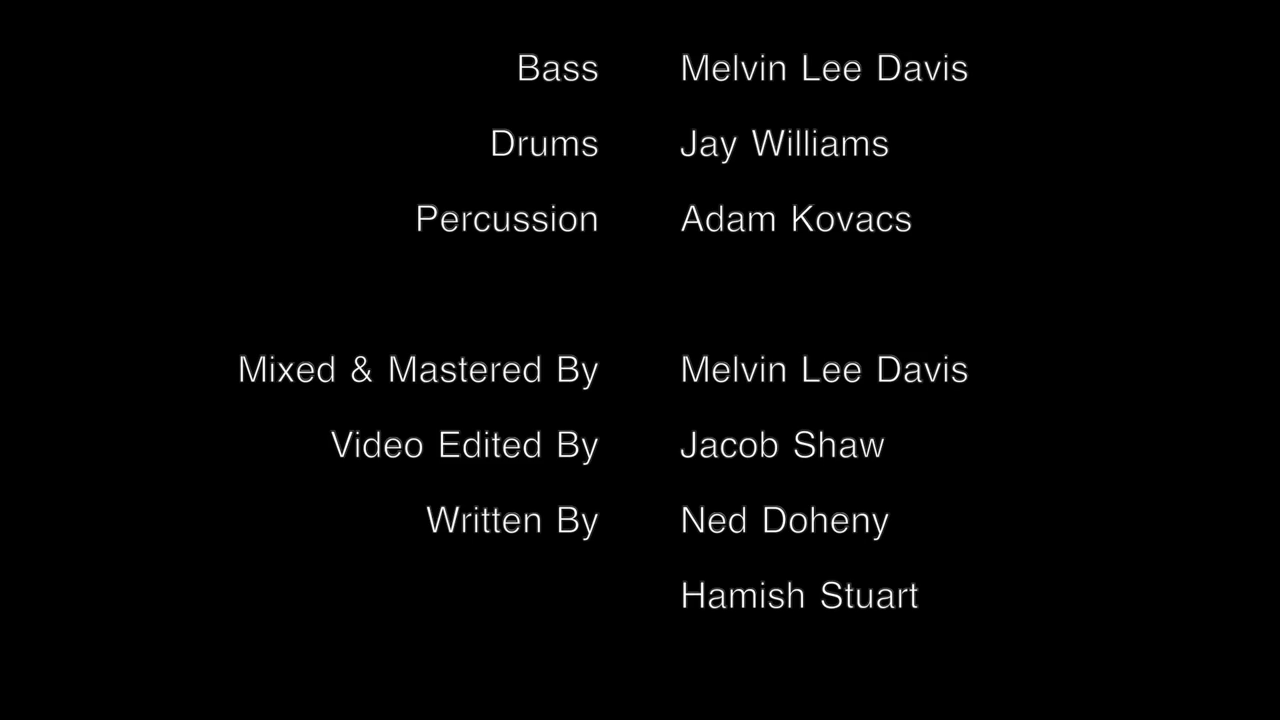 Bass Melvin Lee Davis
Drums Jay Williams
Percussion Adam Kovacs
Mixed & Mastered By Melvin Lee Davis
Video Edited By Jacob Shaw
Written By Ned Doheny
Hamish Stuart